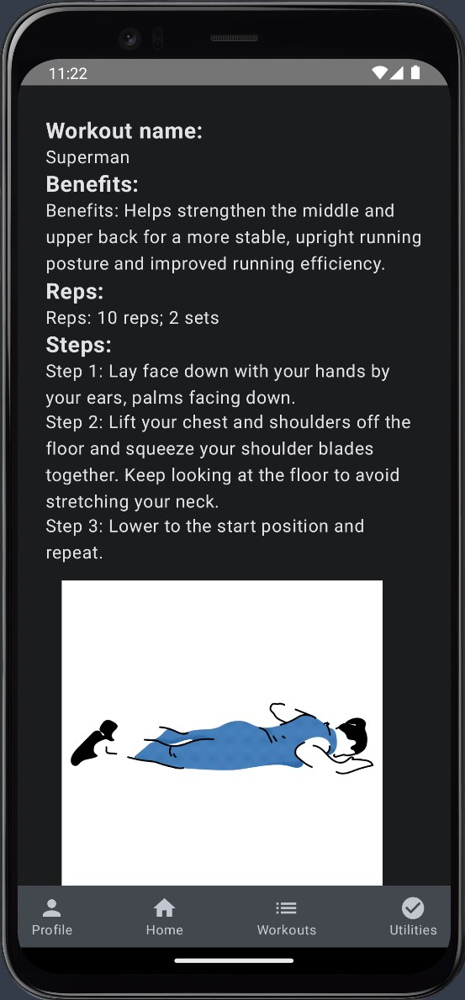 11:22
Workout name:
Superman
Benefits:
Benefits: Helps strengthen the middle and
upper back for a more stable, upright running
posture and improved running efficiency.
Reps:
Reps: 10 reps; 2 sets
Steps:
Step 1: Lay face down with your hands by
your ears, palms facing down.
Step 2: Lift your chest and shoulders off the
floor and squeeze your shoulder blades
together. Keep looking at the floor to avoid
stretching your neck.
Step 3: Lower to the start position and
repeat.
Profile
Home
Workouts
Utilities